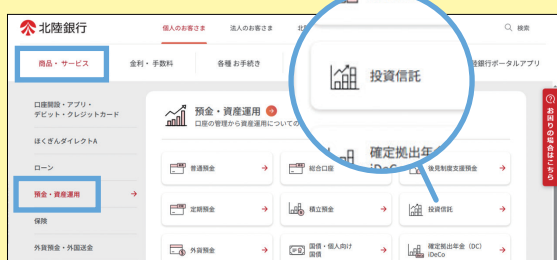 北陸銀行
個人のお客さま
法人のお客さま
検索
商品・サービス
金利・手数料
各種お手続き
銀行ポータルアプリ
投資信託
確定拠出年金
iDeCo
口座開設・アプリ・
デビット・クレジットカード
ほくぎんダイレクトA
ローン
預金・資産運用
保険
外貨預金・外国送金
預金・資産運用
口座の管理から資産運用についての
普通預金
総合口座
後見制度支援預金
定期預金
積立預金
投資信託
外貨預金
国債・個人向け
国債
確定拠出年金（DC）
iDeCo
お困りの場合はこちら